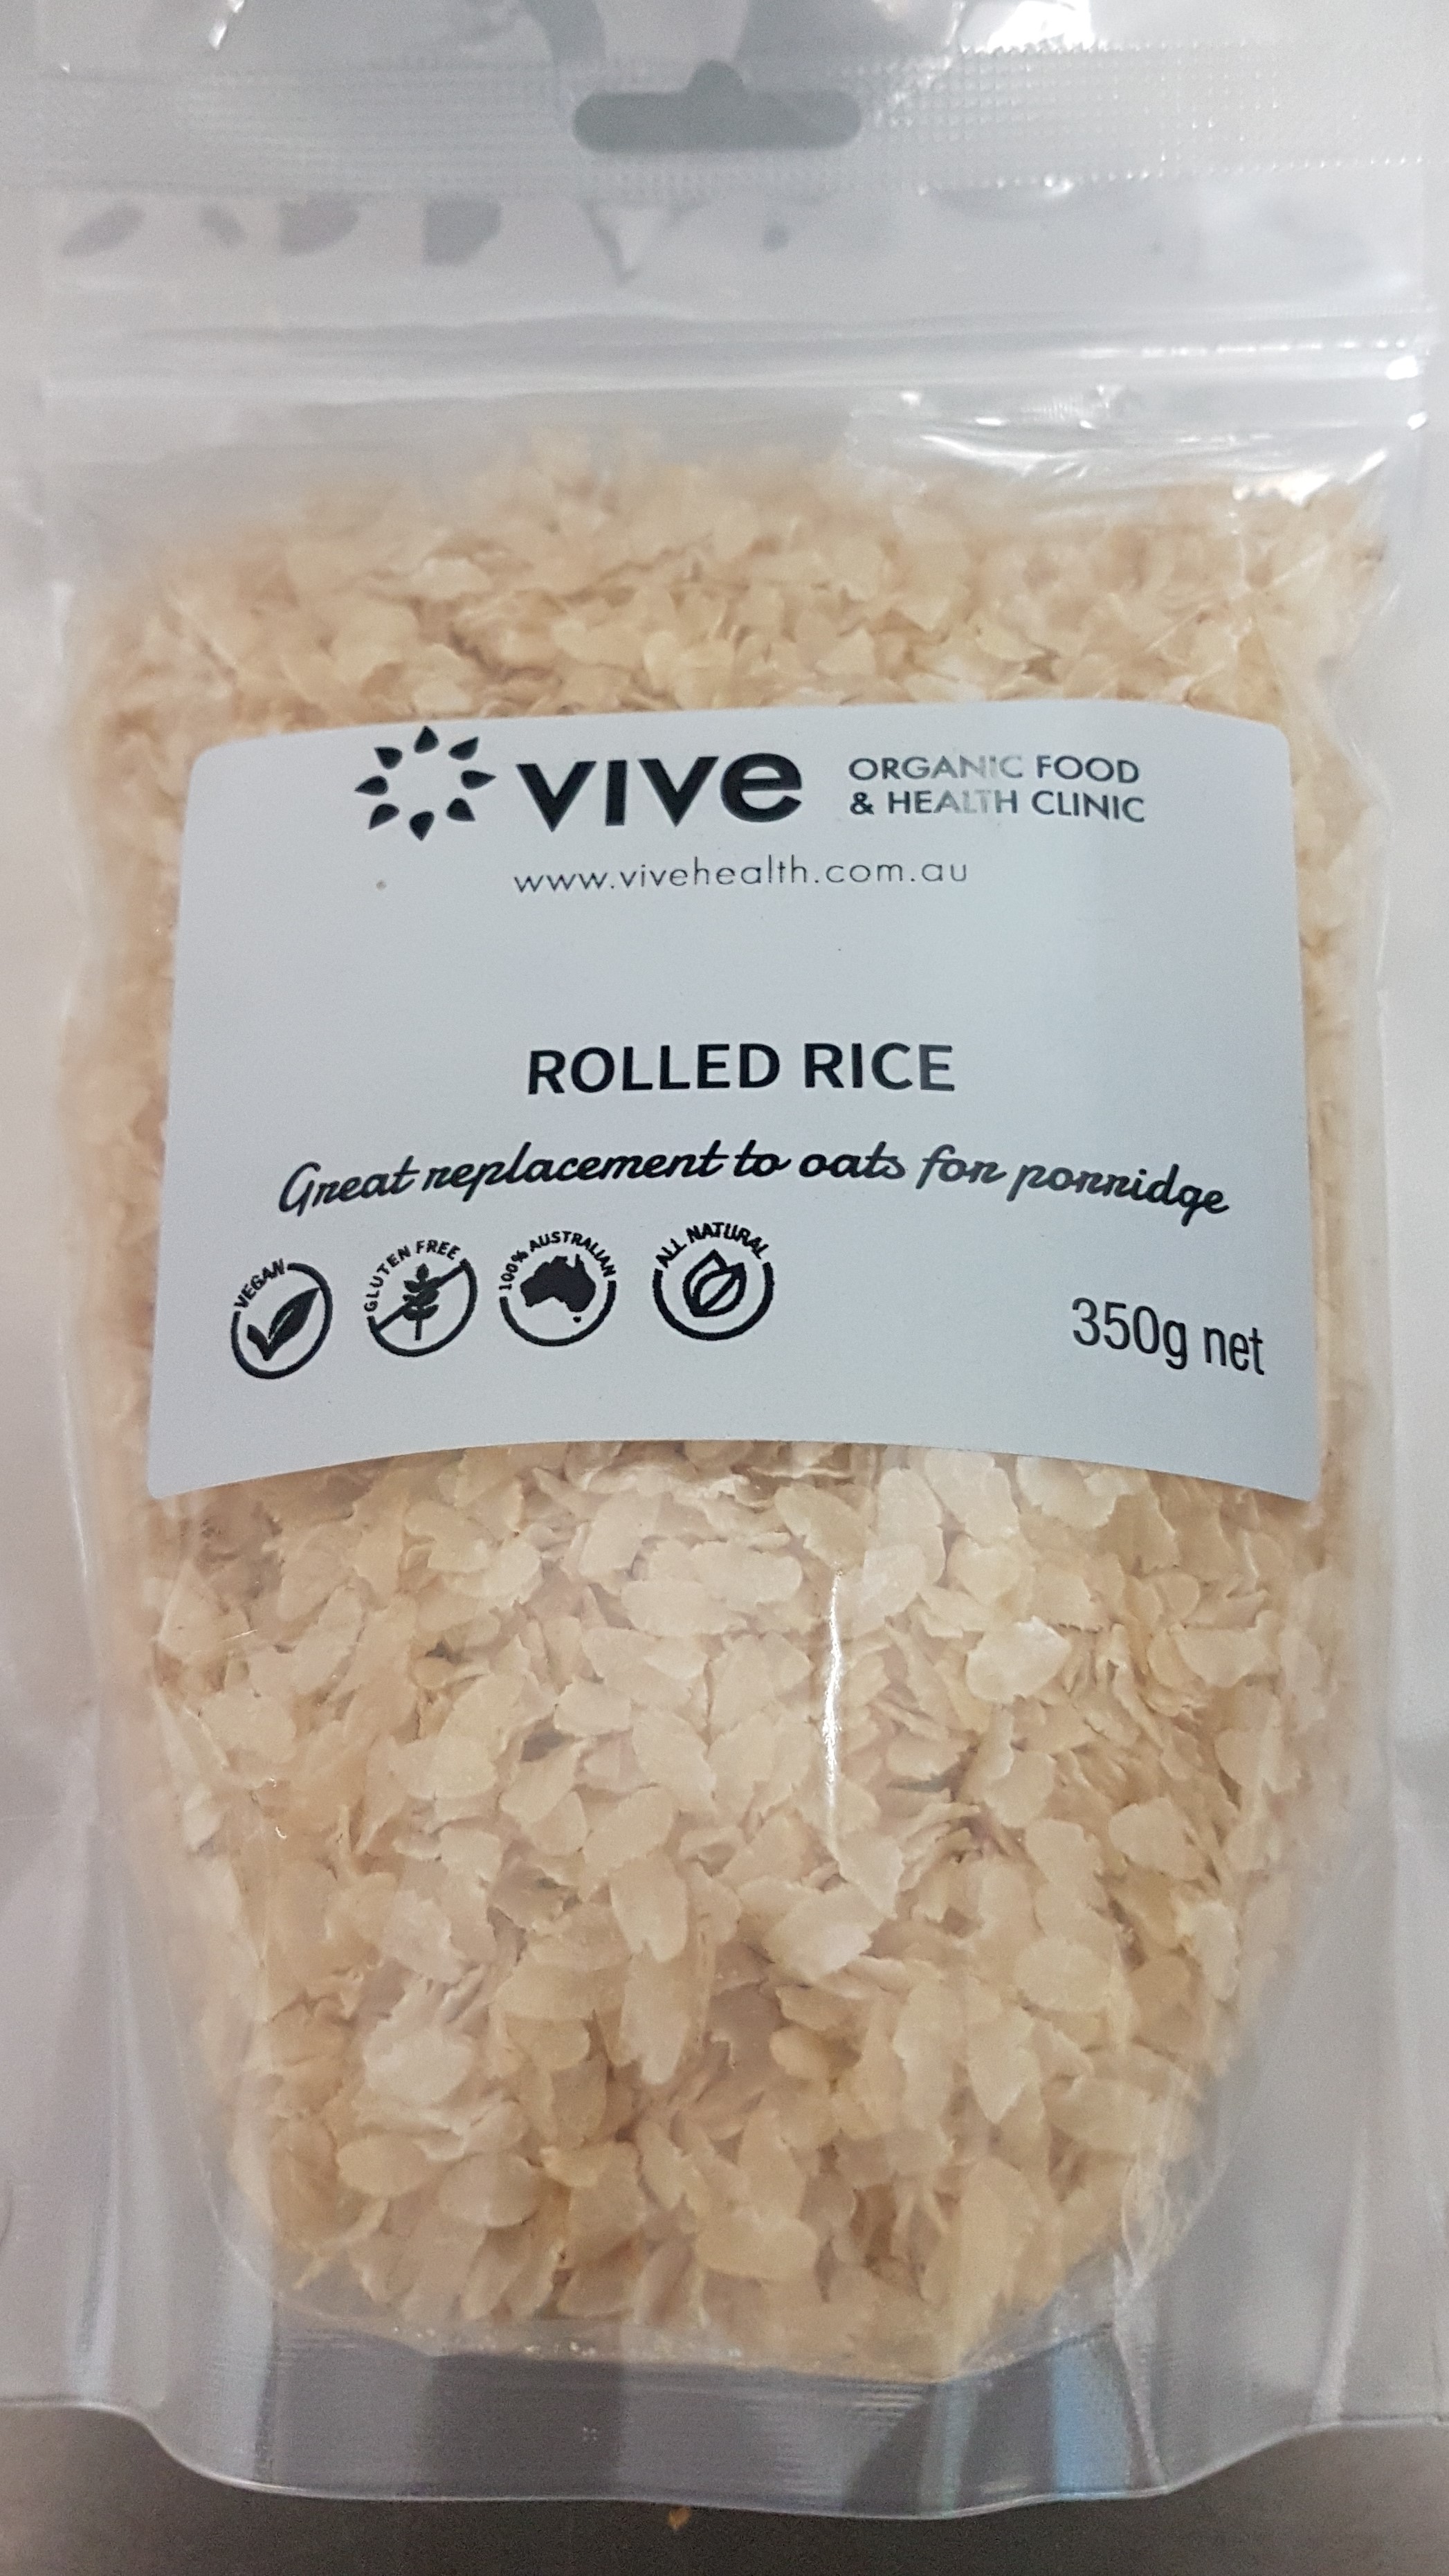 vive
ORGANIC FOOD
& HEALTH CLINIC
www.vivehealth.com.au
ROLLED RICE
Great replacement to oats for porridge
VEGAN
GLUTEN FREE
100% AUSTRALIAN
ALL NATURAL
350g net